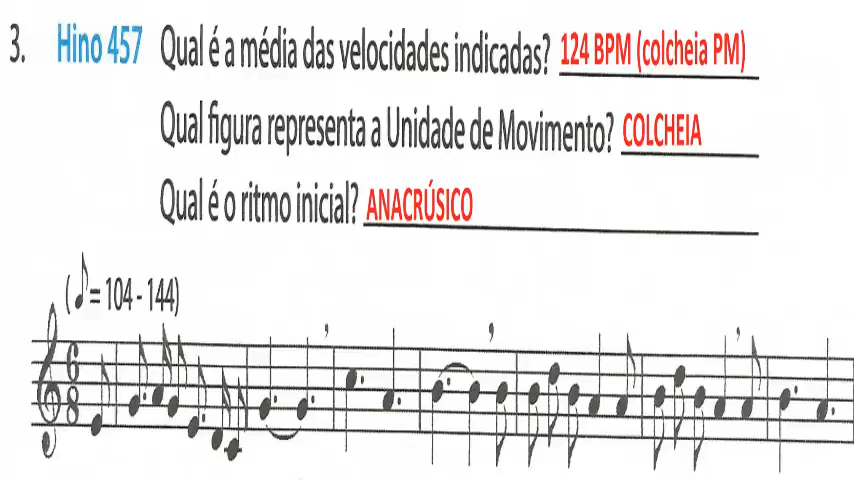 3. Hino 457 Qual é a média das velocidades indicadas? 124 BPM (colcheia PM)
Qual figura representa a Unidade de Movimento? COLCHEIA
Qual é o ritmo inicial? ANACRÚSICO
(♪= 104 - 144)
6
8